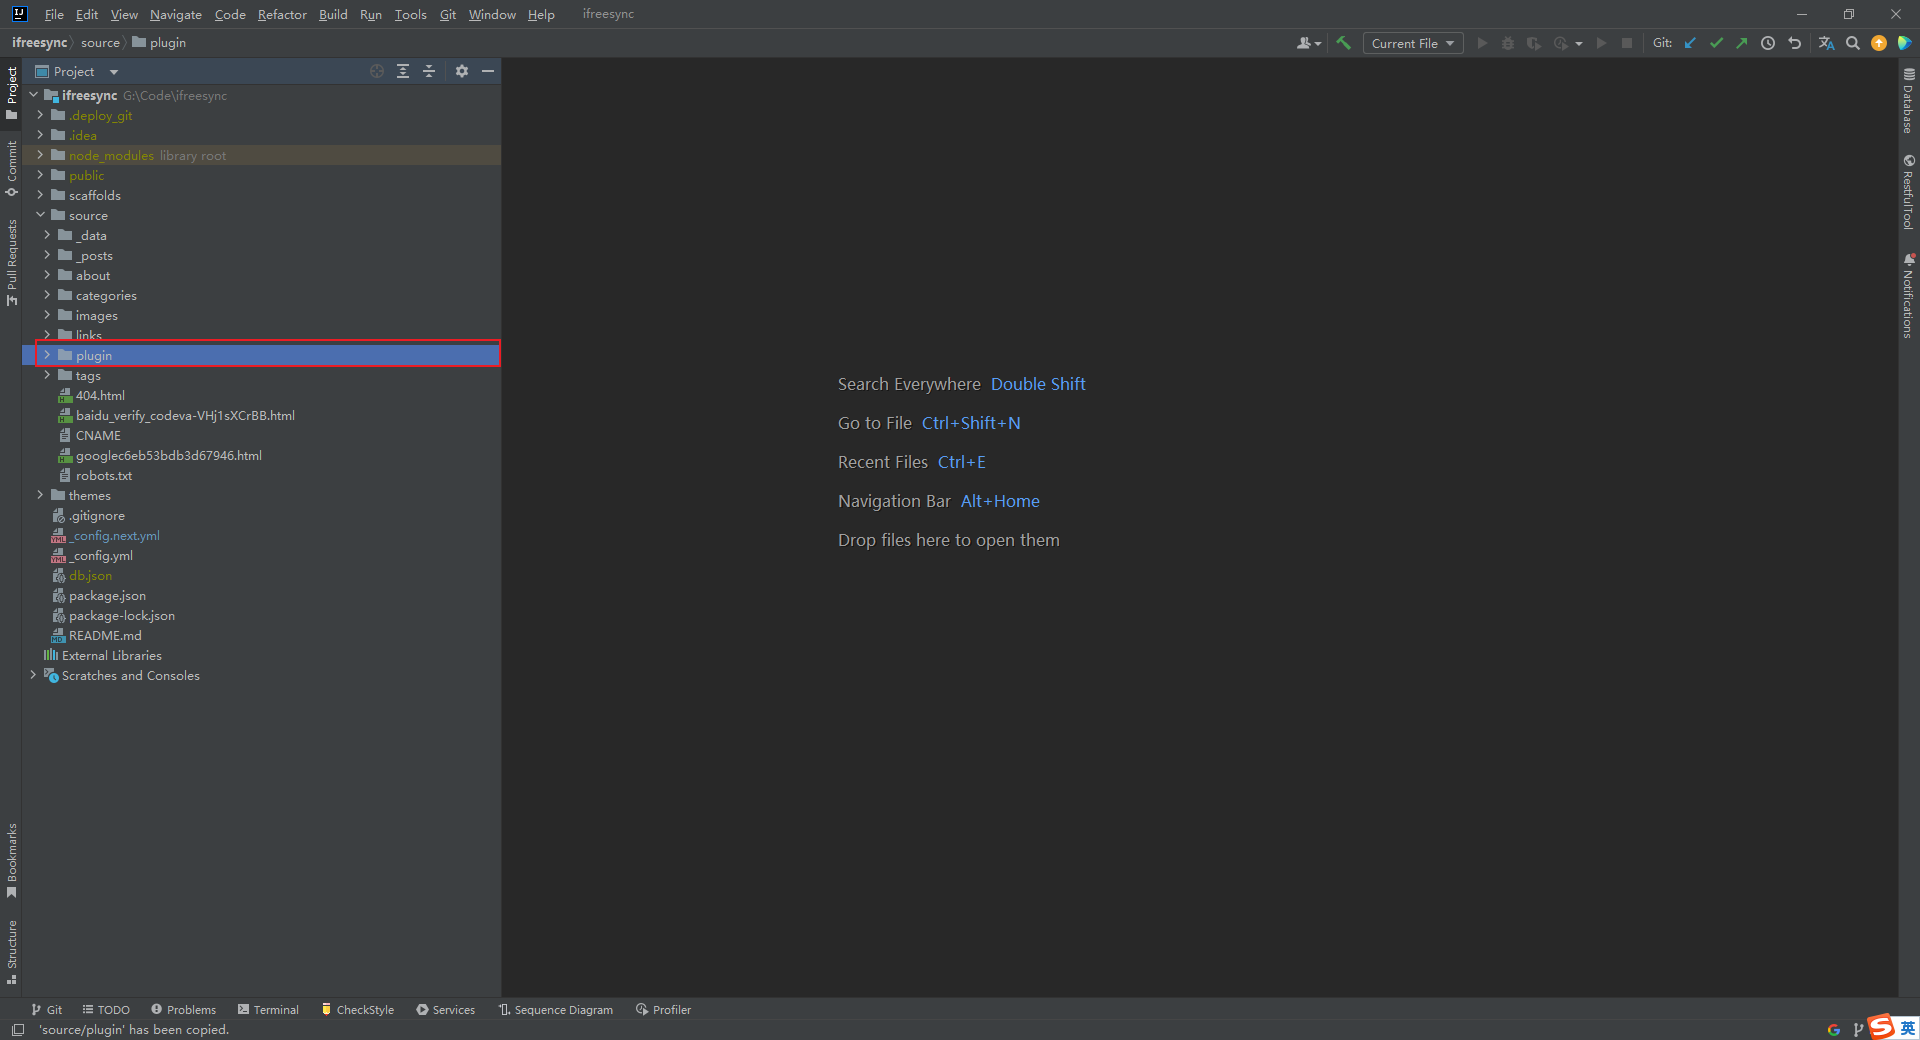 File Edit View Navigate Code Refactor Build Run Tools Git Window Help ifreesync
ifreesync source plugin
Current File
Git:
Project
Project
Commit
Pull Requests
Bookmarks
Structure
ifreesync G:\Code\ifreesync
.deploy_git
.idea
node_modules library root
public
scaffolds
source
_data
_posts
about
categories
images
links
plugin
tags
404.html
baidu_verify_codeva-VHj1sXCrBB.html
CNAME
googlec6eb53bdb3d67946.html
robots.txt
themes
.gitignore
_config.next.yml
_config.yml
db.json
package.json
package-lock.json
README.md
External Libraries
Scratches and Consoles
Search Everywhere Double Shift
Go to File Ctrl+Shift+N
Recent Files Ctrl+E
Navigation Bar Alt+Home
Drop files here to open them
Database
RestfulTool
Notifications
Git TODO Problems Terminal CheckStyle Services Sequence Diagram Profiler
'source/plugin' has been copied.
英